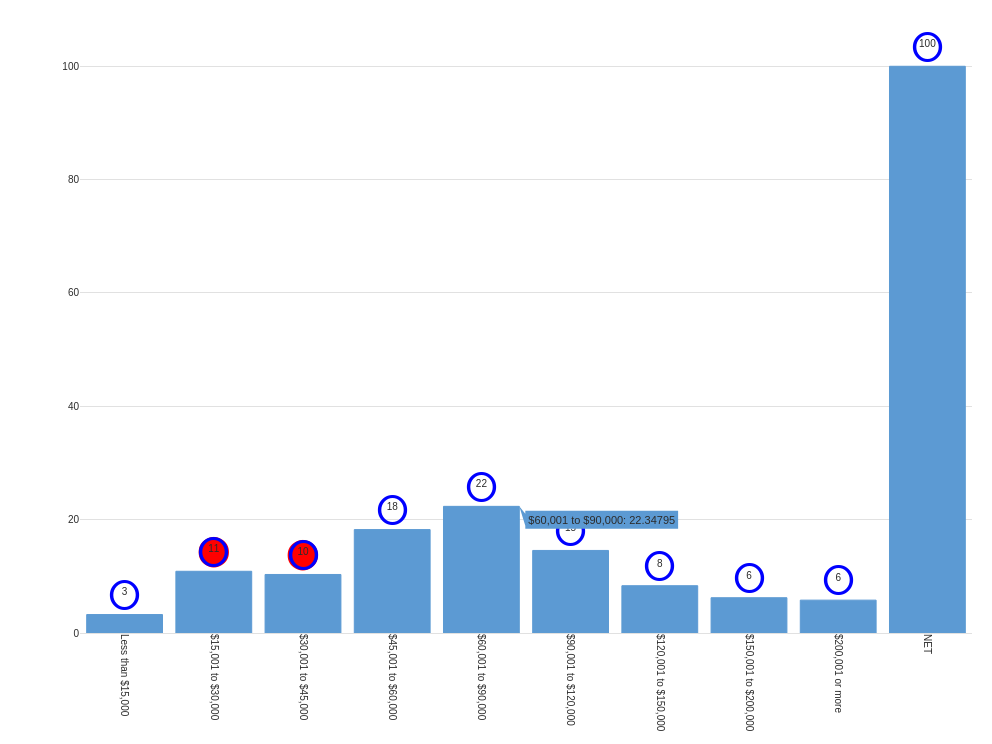 100
100
80
60
40
22
18
20
$60,001 to $90,000: 22.34795
11
10
8
6
6
3
0
Less than $15,000
$15,001 to $30,000
$30,001 to $45,000
$45,001 to $60,000
$60,001 to $90,000
$90,001 to $120,000
$120,001 to $150,000
$150,001 to $200,000
$200,001 or more
NET